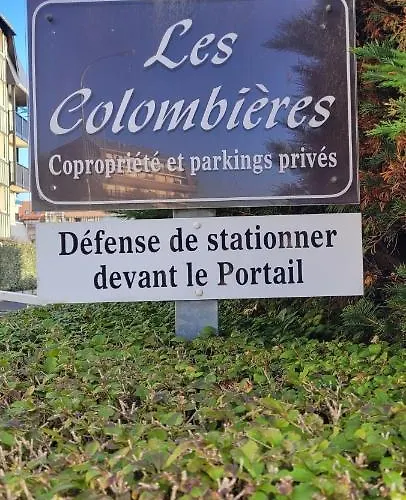 Les
Colombières
Copropriété et parkings privés
Défense de stationner
devant le Portail